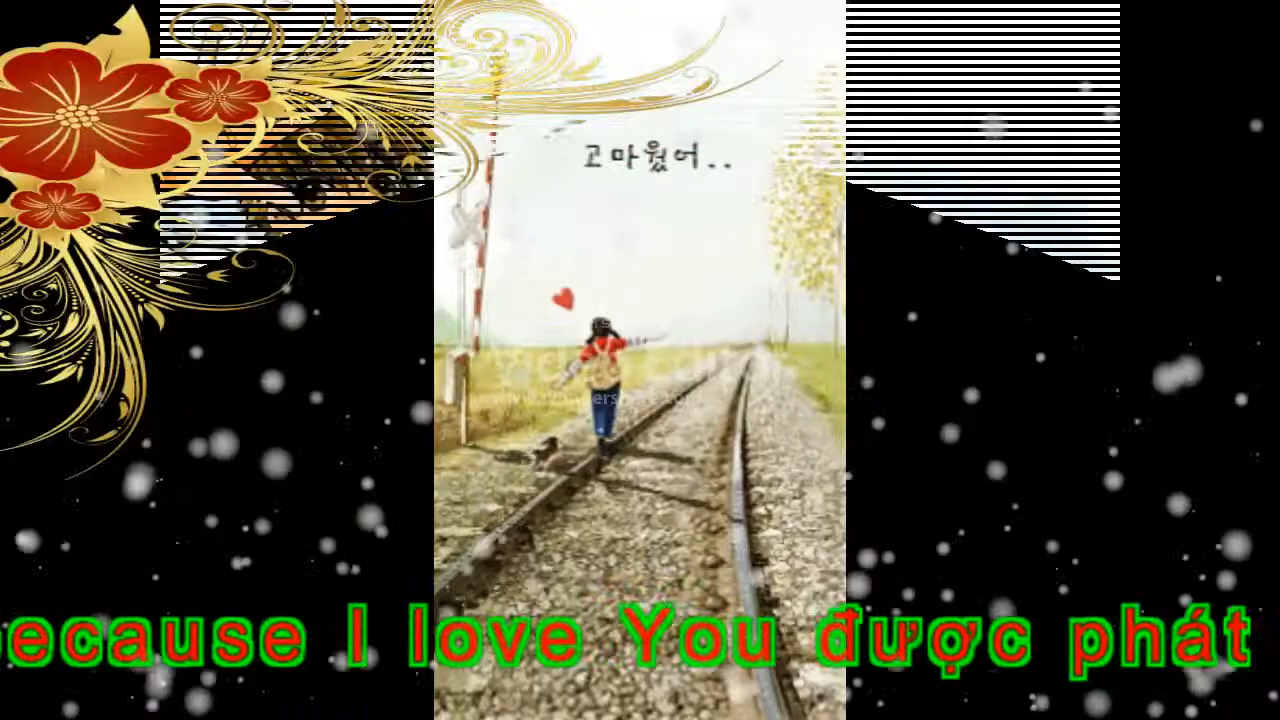 고마웠어..
ecause I love You được phát